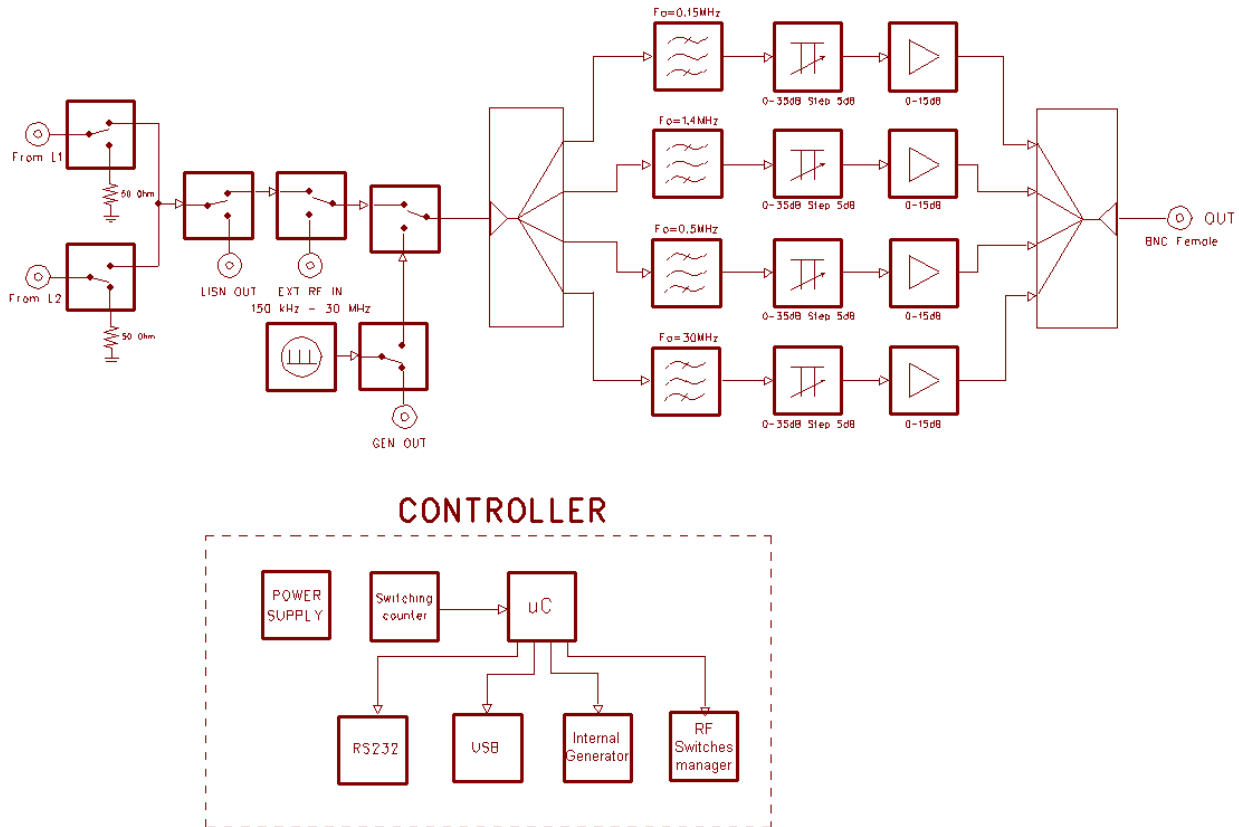 Fo=0.15MHz
0-35dB Step 5dB
0-15dB
From L1
50 Ohm
Fo=1.4MHz
0-35dB Step 5dB
0-15dB
OUT
BNC Female
From L2
50 Ohm
LISN OUT
EXT RF IN
150 kHz - 30 MHz
Fo=0.5MHz
0-35dB Step 5dB
0-15dB
GEN OUT
Fo=30MHz
0-35dB Step 5dB
0-15dB
CONTROLLER
POWER
SUPPLY
Switching
counter
uC
RS232
USB
Internal
Generator
RF
Switches
manager